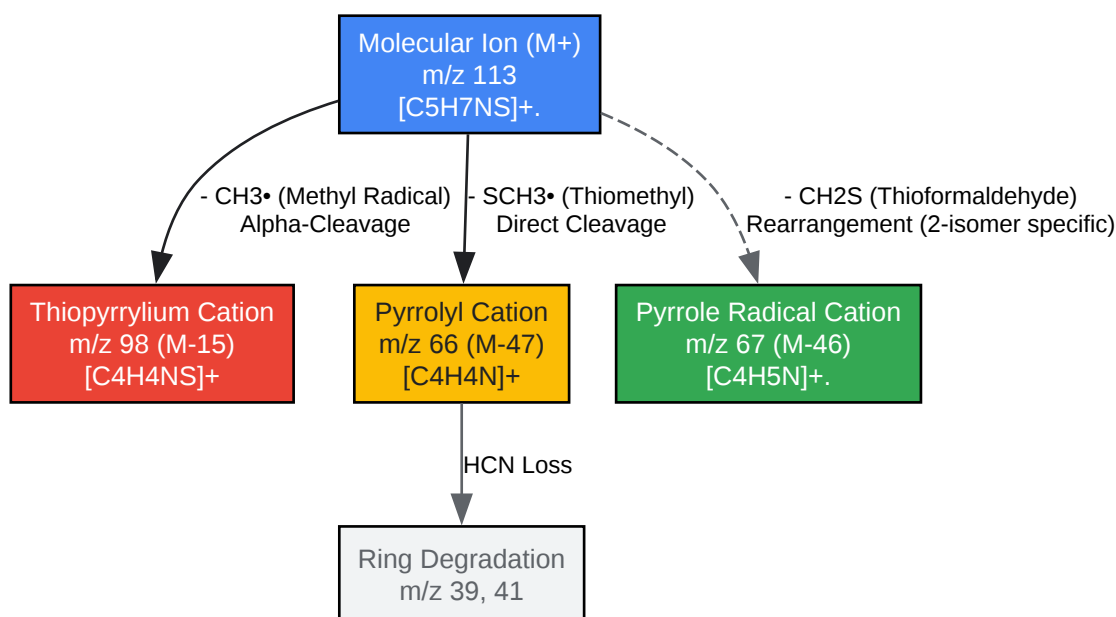 Molecular Ion (M+)
m/z 113
[C5H7NS]+.
- CH3• (Methyl Radical)
Alpha-Cleavage
- SCH3• (Thiomethyl)
Direct Cleavage
- CH2S (Thioformaldehyde)
Rearrangement (2-isomer specific)
Thiopyrrylium Cation
m/z 98 (M-15)
[C4H4NS]+
Pyrrolyl Cation
m/z 66 (M-47)
[C4H4N]+
Pyrrole Radical Cation
m/z 67 (M-46)
[C4H5N]+.
HCN Loss
Ring Degradation
m/z 39, 41